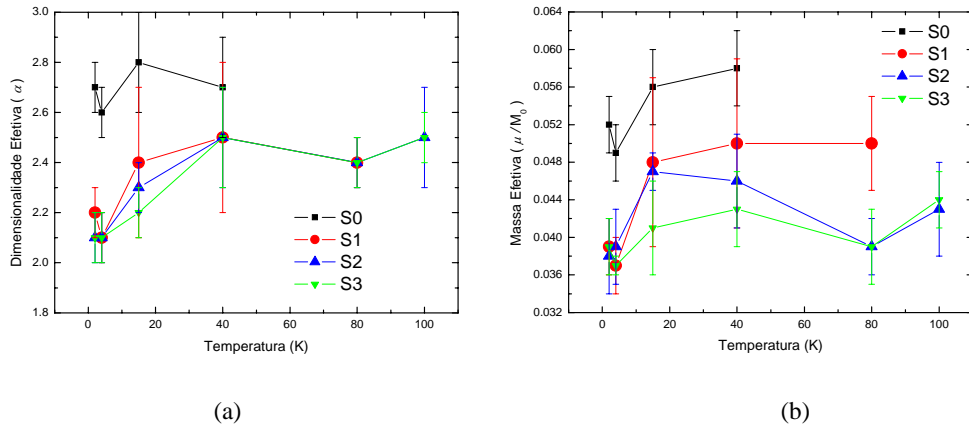 3.0
2.8
2.6
2.4
2.2
2.0
1.8
Dimensionalidade Efetiva ( α )
S0
S1
S2
S3
0 20 40 60 80 100
Temperatura (K)
(a)
0.064
0.060
0.056
0.052
0.048
0.044
0.040
0.036
0.032
Massa Efetiva ( μ/M₀ )
S0
S1
S2
S3
0 20 40 60 80 100
Temperatura (K)
(b)